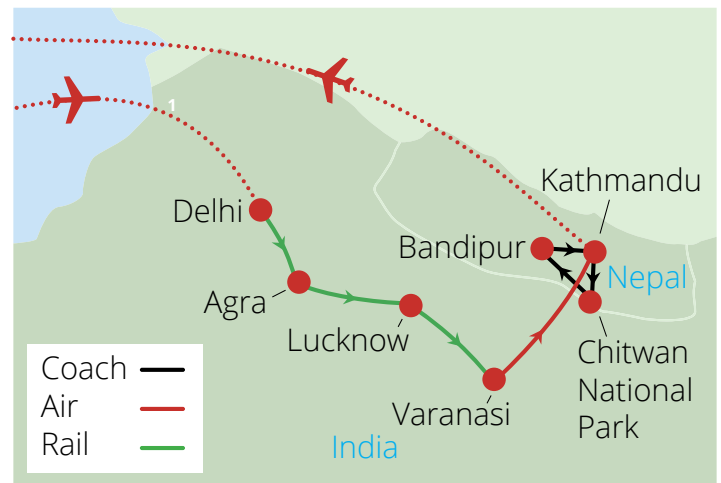 1
Kathmandu
Delhi
Bandipur
Nepal
Agra
Lucknow
Chitwan
National
Park
Varanasi
India
Coach
Air
Rail